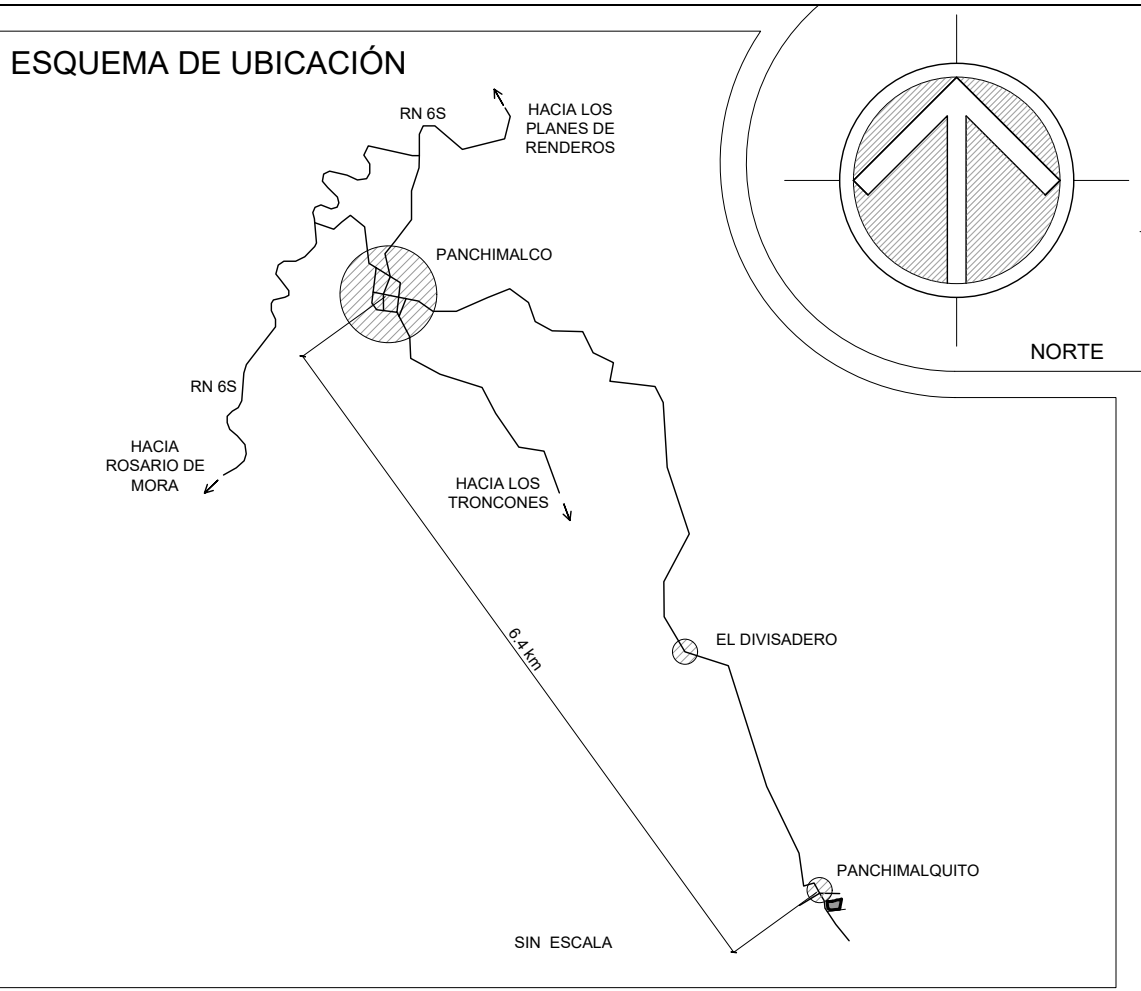 ESQUEMA DE UBICACIÓN
RN 6S
HACIA LOS
PLANES DE
RENDEROS
PANCHIMALCO
NORTE
RN 6S
HACIA
ROSARIO DE
MORA
HACIA LOS
TRONCONES
6.4 km
EL DIVISADERO
PANCHIMALQUITO
SIN ESCALA